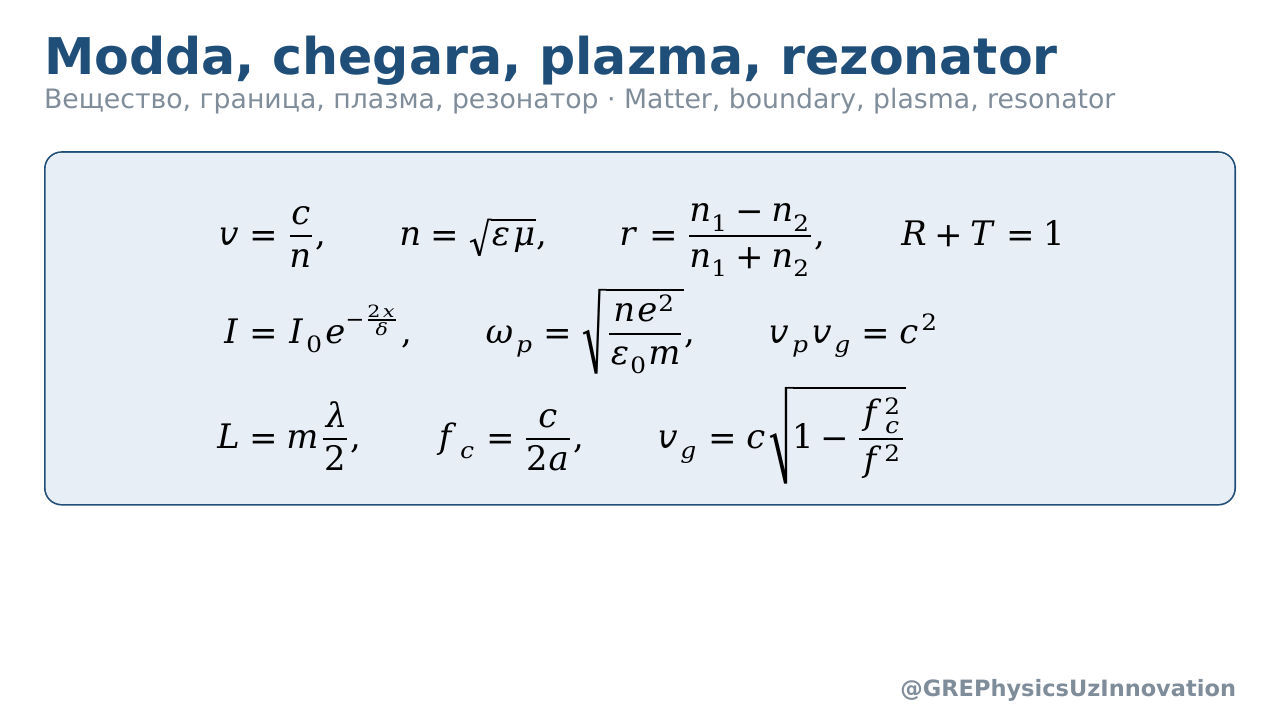 Modda, chegara, plazma, rezonator
Вещество, граница, плазма, резонатор · Matter, boundary, plasma, resonator
v = c/n, n = √(εμ), r = (n₁ − n₂)/(n₁ + n₂), R + T = 1
I = I₀e^(−2x/δ), ω_p = √(ne²/(ε₀m)), v_p v_g = c²
L = m λ/2, f_c = c/(2a), v_g = c√(1 − f_c²/f²)
@GREPhysicsUzInnovation